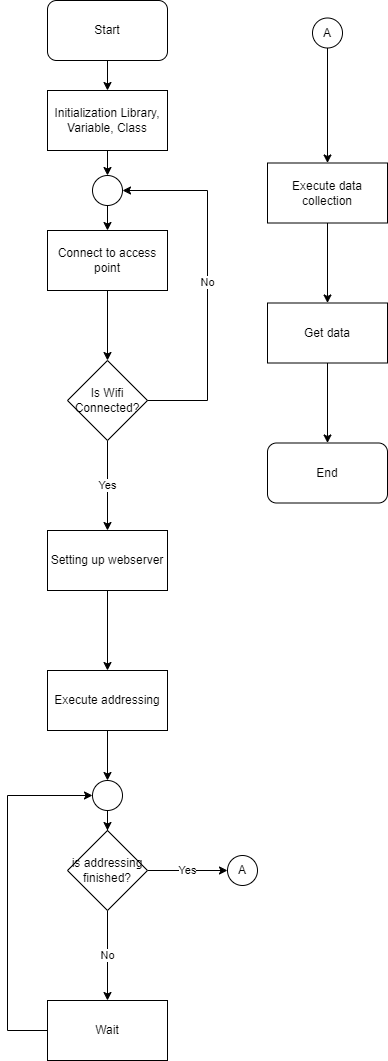 Start
Initialization Library,
Variable, Class
Connect to access
point
No
Is Wifi
Connected?
Yes
Setting up webserver
Execute addressing
is addressing
finished?
Yes
A
No
Wait
A
Execute data
collection
Get data
End